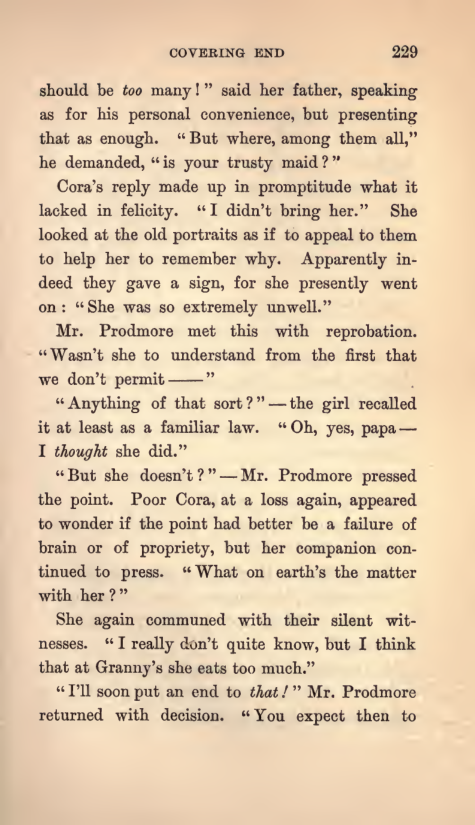 COVERING END 229
should be too many!" said her father, speaking
as for his personal convenience, but presenting
that as enough. "But where, among them all,"
he demanded, "is your trusty maid?"
Cora's reply made up in promptitude what it
lacked in felicity. "I didn't bring her." She
looked at the old portraits as if to appeal to them
to help her to remember why. Apparently in-
deed they gave a sign, for she presently went
on: "She was so extremely unwell."
Mr. Prodmore met this with reprobation.
"Wasn't she to understand from the first that
we don't permit——"
"Anything of that sort?"—the girl recalled
it at least as a familiar law. "Oh, yes, papa—
I thought she did."
"But she doesn't?"—Mr. Prodmore pressed
the point. Poor Cora, at a loss again, appeared
to wonder if the point had better be a failure of
brain or of propriety, but her companion con-
tinued to press. "What on earth's the matter
with her?"
She again communed with their silent wit-
nesses. "I really don't quite know, but I think
that at Granny's she eats too much."
"I'll soon put an end to that!" Mr. Prodmore
returned with decision. "You expect then to